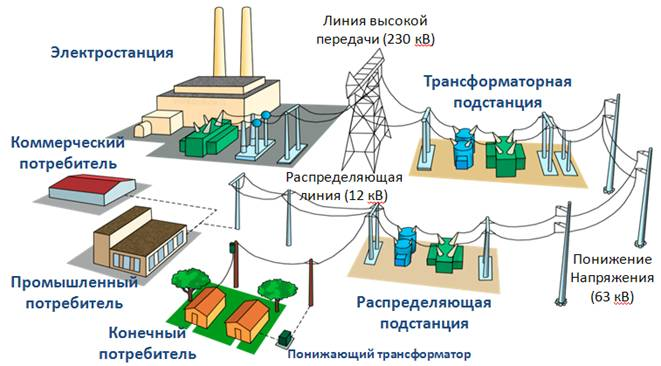 Линия высокой
передачи (230 кВ)
Электростанция
Трансформаторная
подстанция
Коммерческий
потребитель
Распределяющая
линия (12 кВ)
Понижение
Напряжения
(63 кВ)
Промышленный
потребитель
Распределяющая
подстанция
Конечный
потребитель
Понижающий трансформатор